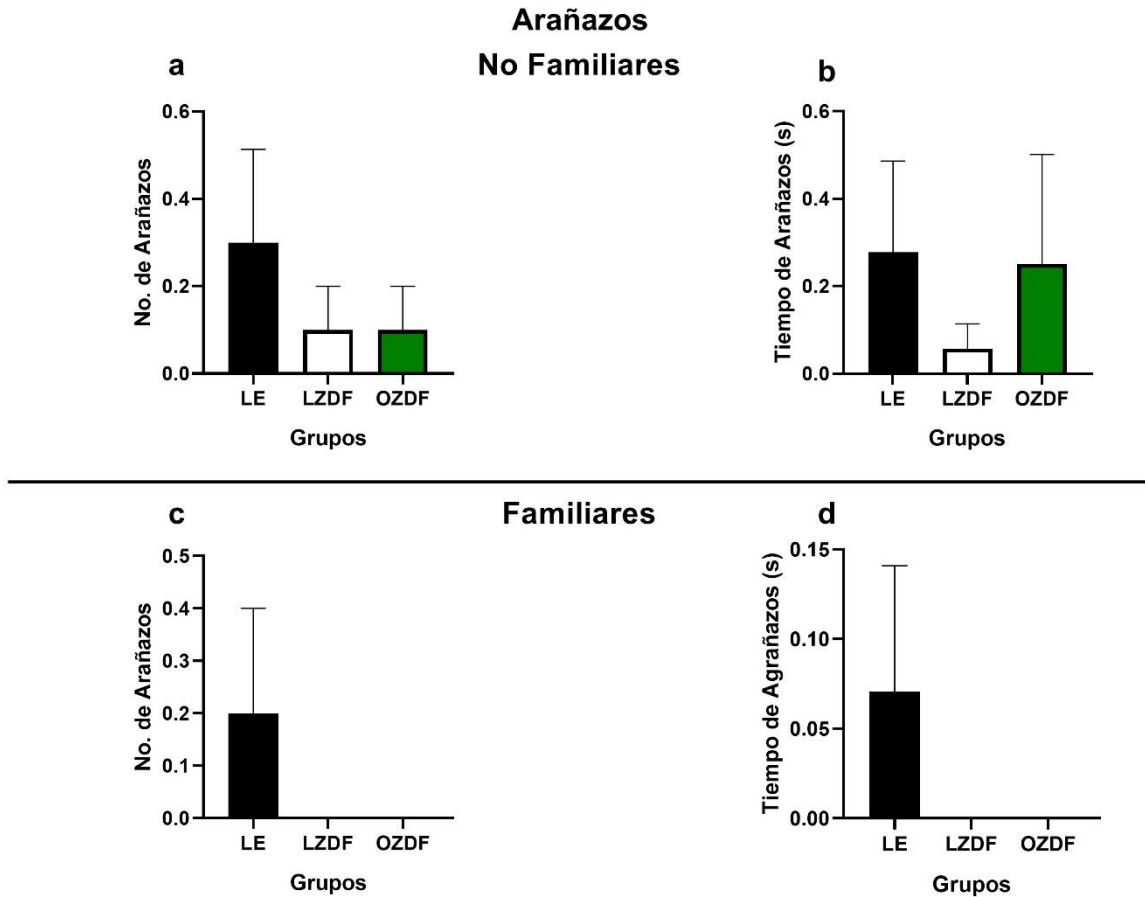 Arañazos
No Familiares
a
No. de Arañazos
0.6
0.4
0.2
0.0
LE LZDF OZDF
Grupos
b
Tiempo de Arañazos (s)
0.6
0.4
0.2
0.0
LE LZDF OZDF
Grupos
Familiares
c
No. de Arañazos
0.5
0.4
0.3
0.2
0.1
0.0
LE LZDF OZDF
Grupos
d
Tiempo de Agrañazos (s)
0.15
0.10
0.05
0.00
LE LZDF OZDF
Grupos